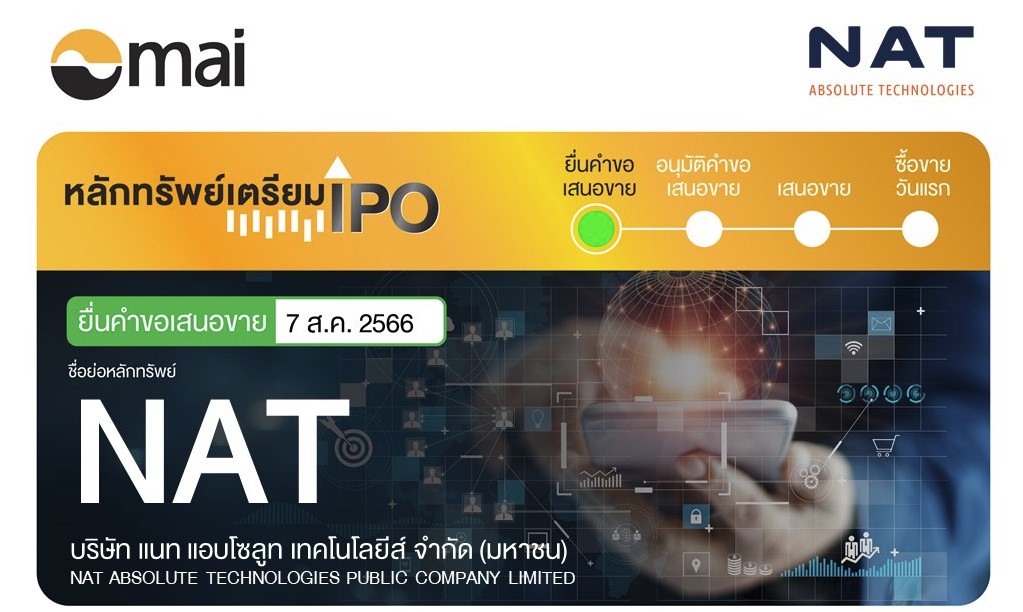 mai
NAT
ABSOLUTE TECHNOLOGIES
หลักทรัพย์เตรียม IPO
ยื่นคำขอ
เสนอขาย
อนุมัติคำขอ
เสนอขาย
เสนอขาย
ซื้อขาย
วันแรก
ยื่นคำขอเสนอขาย 7 ส.ค. 2566
ชื่อย่อหลักทรัพย์
NAT
บริษัท แนท แอบโซลูท เทคโนโลยีส์ จำกัด (มหาชน)
NAT ABSOLUTE TECHNOLOGIES PUBLIC COMPANY LIMITED